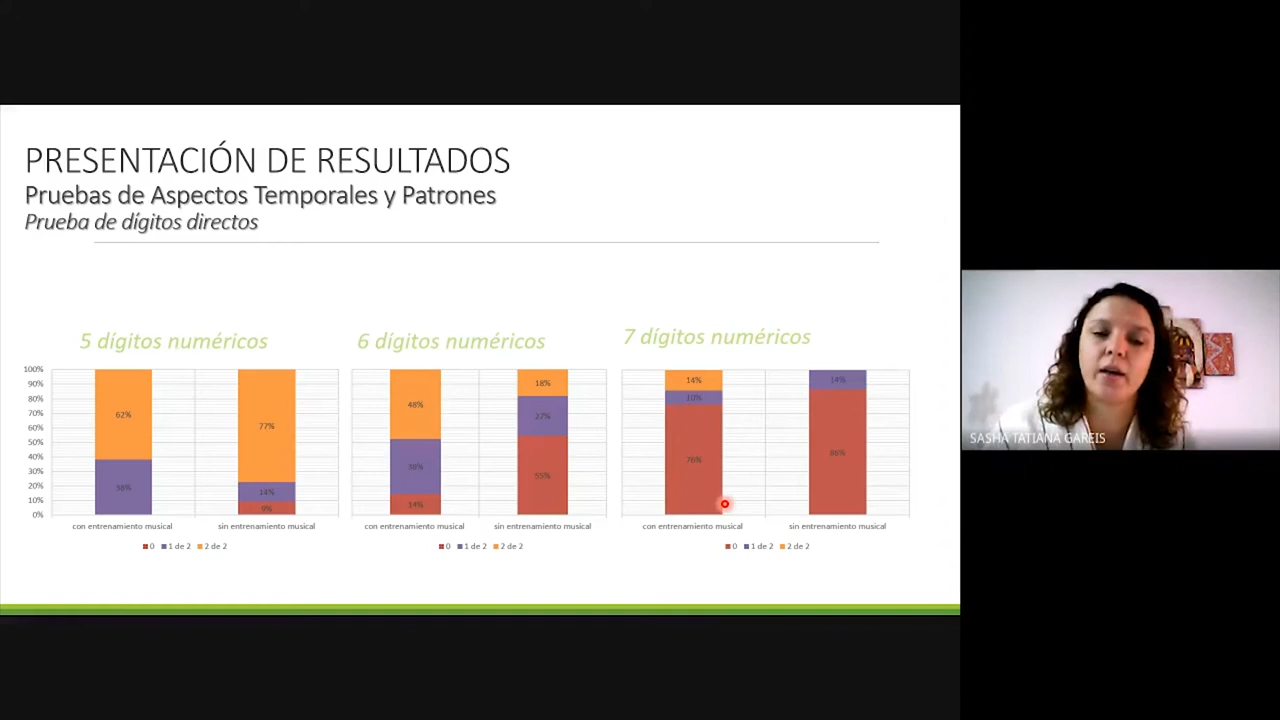 PRESENTACIÓN DE RESULTADOS
Pruebas de Aspectos Temporales y Patrones
Prueba de dígitos directos
5 dígitos numéricos
100%
90%
80%
70%
60%
50%
40%
30%
20%
10%
0%
62%
38%
77%
14%
9%
con entrenamiento musical
sin entrenamiento musical
0 1 de 2 2 de 2
6 dígitos numéricos
48%
38%
14%
18%
27%
55%
con entrenamiento musical
sin entrenamiento musical
0 1 de 2 2 de 2
7 dígitos numéricos
14%
10%
76%
14%
86%
con entrenamiento musical
sin entrenamiento musical
0 1 de 2 2 de 2
SASHA TATIANA GAREIS